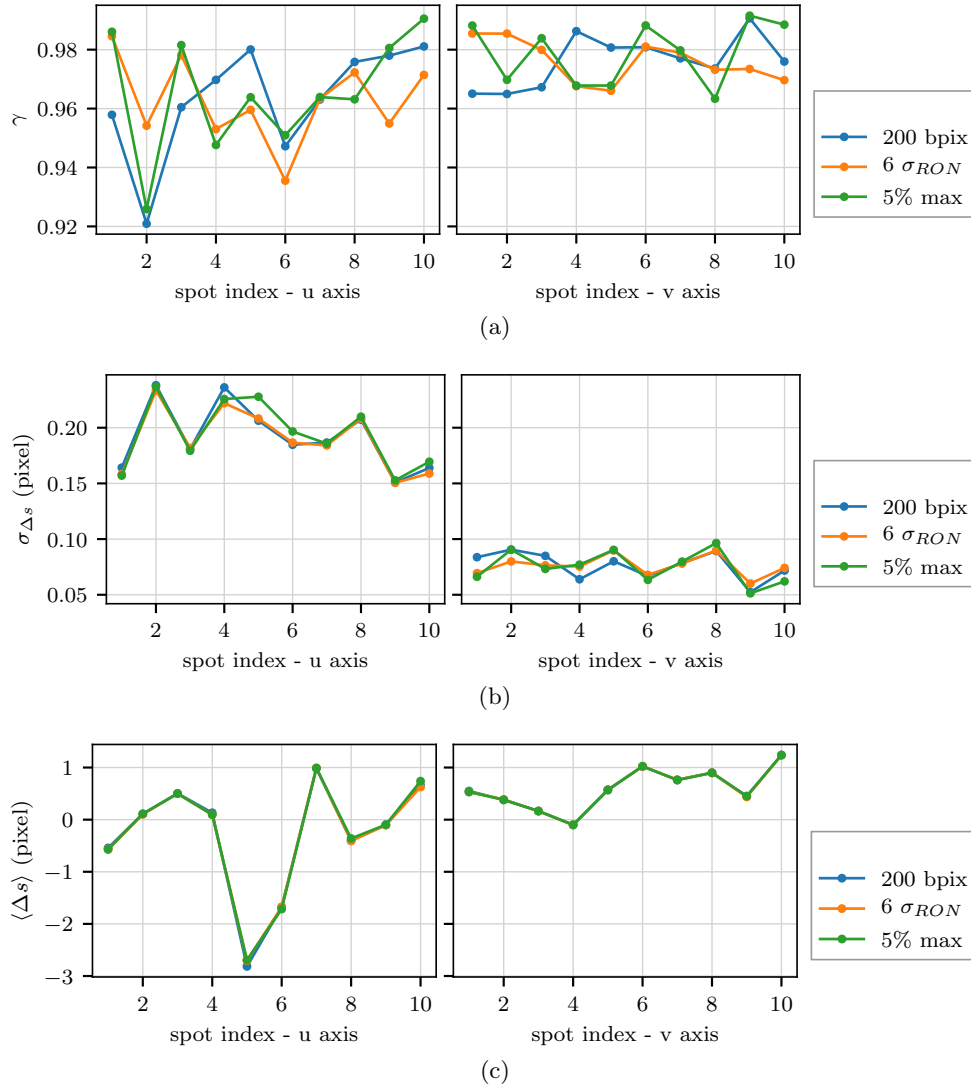 0.98
0.96
0.94
0.92
γ
2 4 6 8 10
2 4 6 8 10
spot index - u axis
spot index - v axis
200 bpix
6 σ_RON
5% max
(a)
0.20
0.15
0.10
0.05
σ_Δs (pixel)
2 4 6 8 10
2 4 6 8 10
spot index - u axis
spot index - v axis
200 bpix
6 σ_RON
5% max
(b)
1
0
−1
−2
−3
⟨Δs⟩ (pixel)
2 4 6 8 10
2 4 6 8 10
spot index - u axis
spot index - v axis
200 bpix
6 σ_RON
5% max
(c)